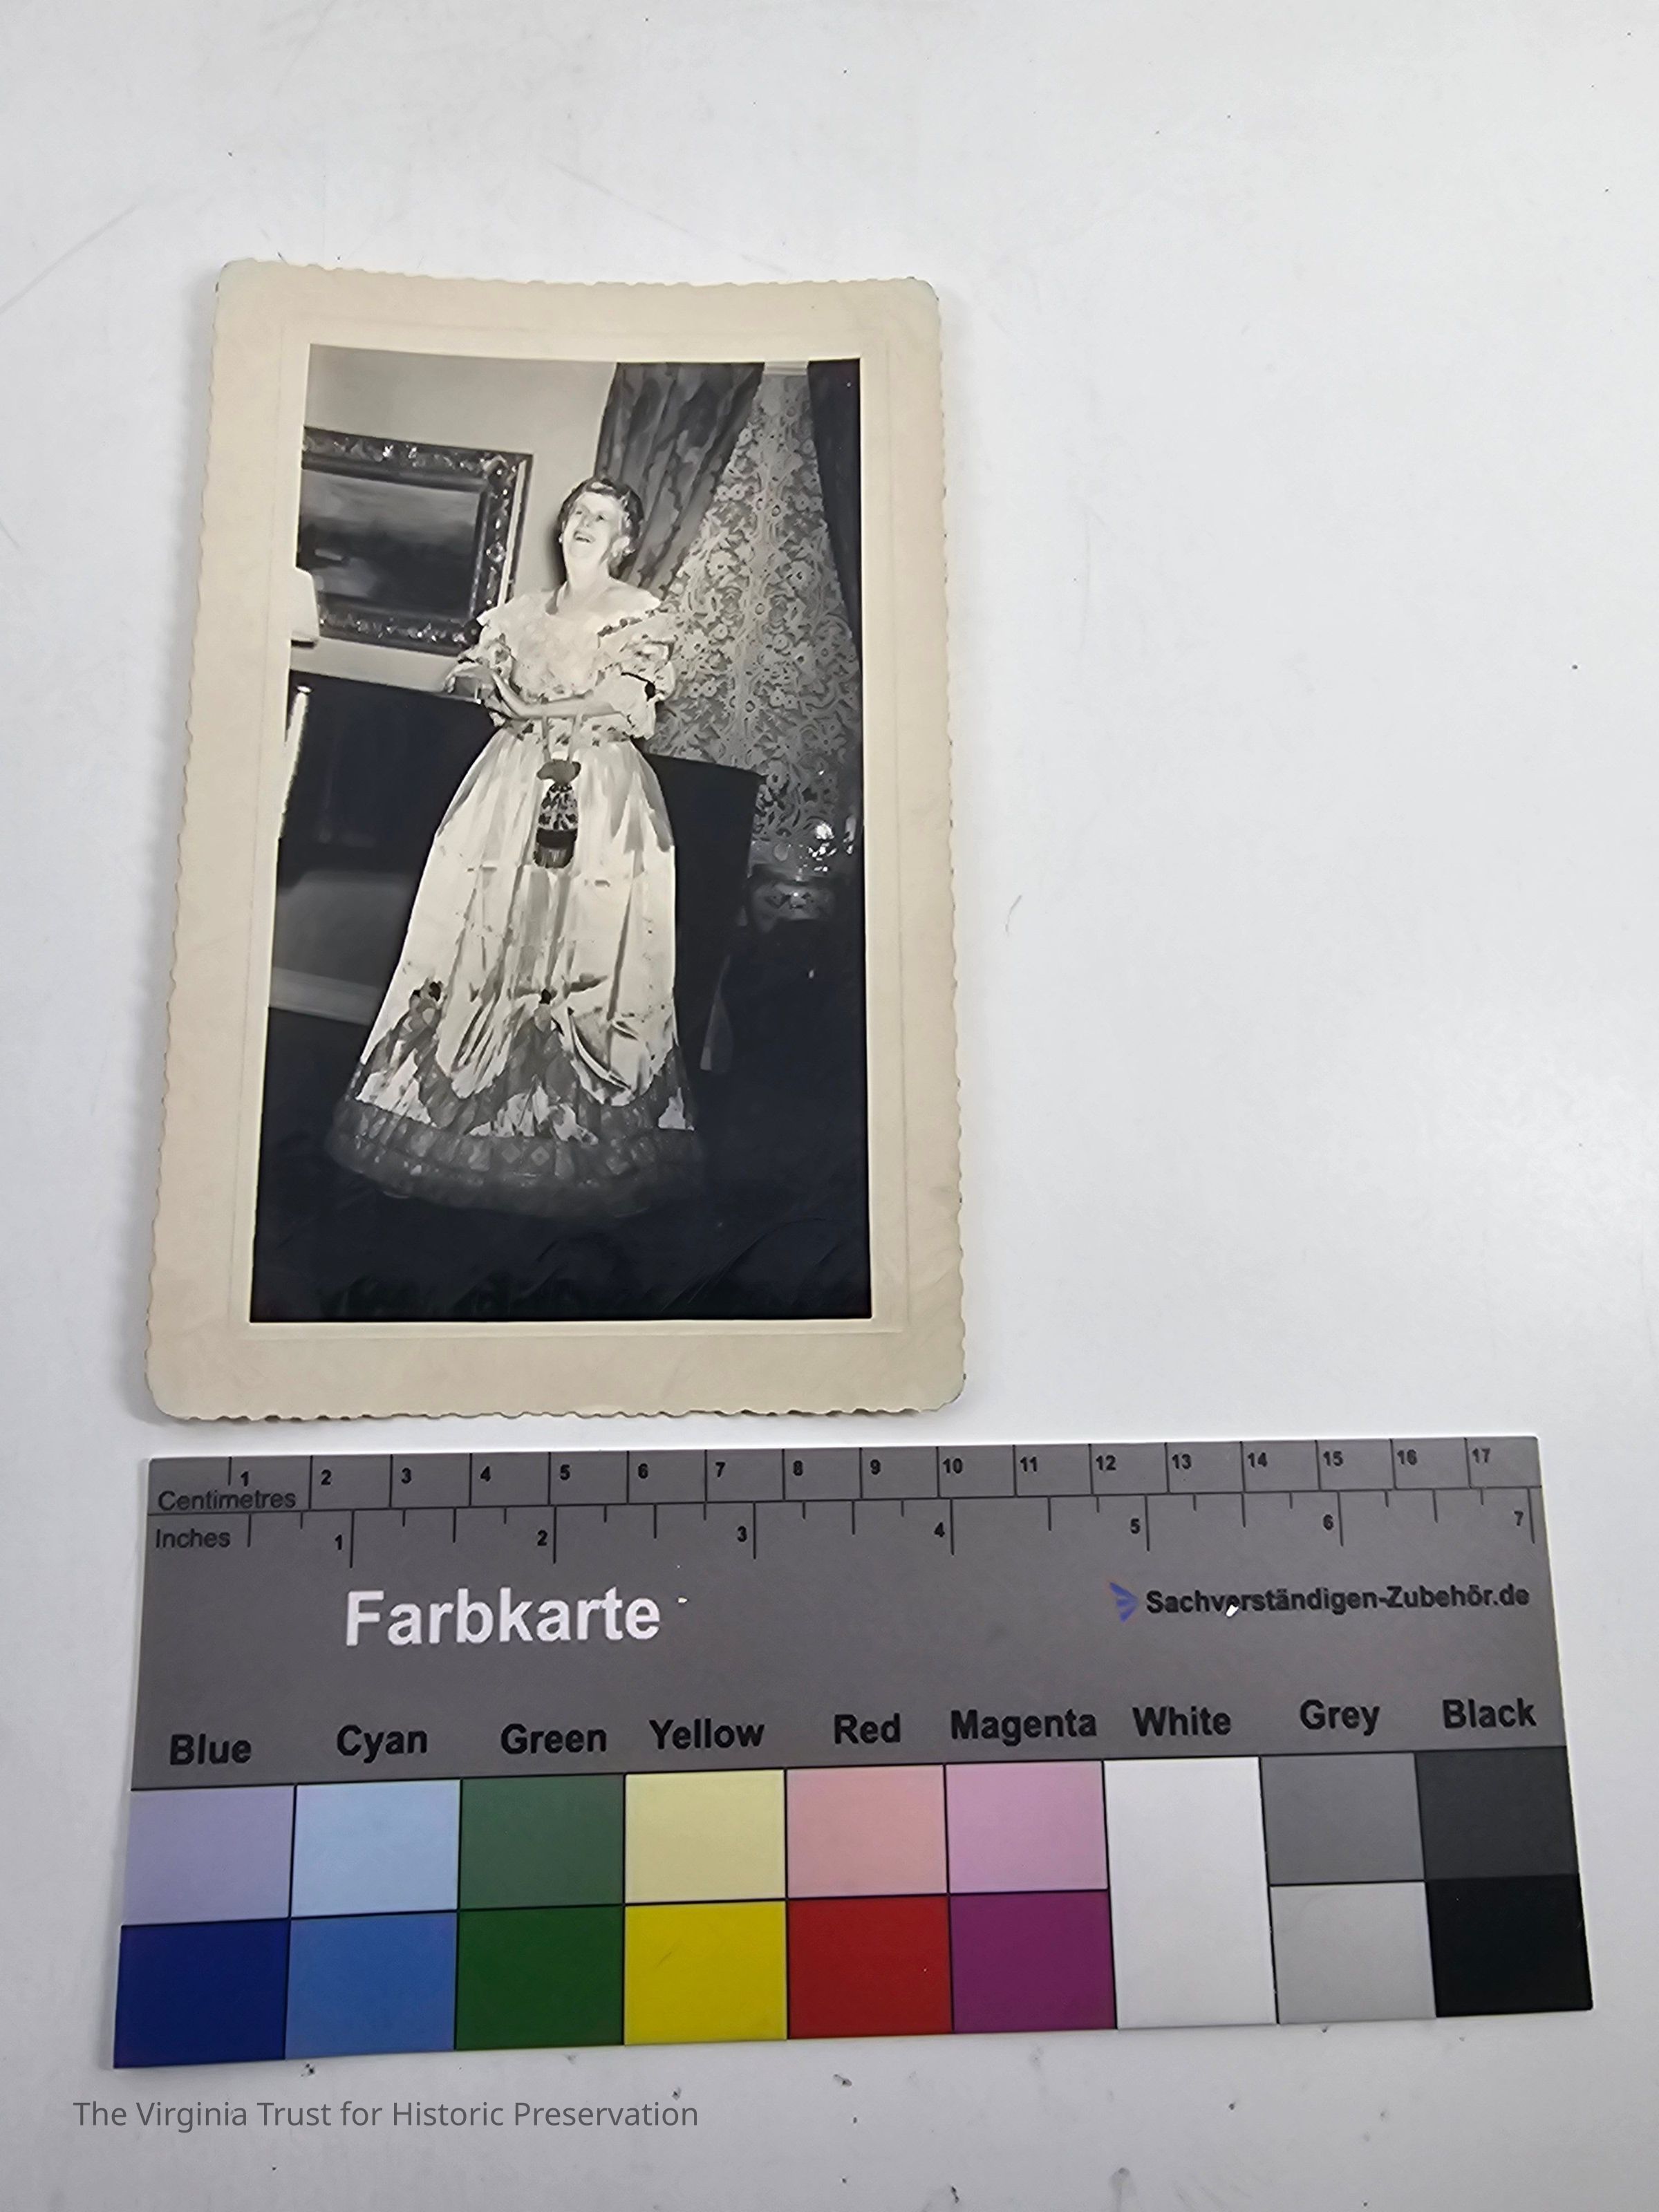 1 2 3 4 5 6 7 8 9 10 11 12 13 14 15 16 17
Centimetres
Inches 1 2 3 4 5 6 7
Farbkarte
Sachverständigen-Zubehör.de
Blue Cyan Green Yellow Red Magenta White Grey Black
The Virginia Trust for Historic Preservation